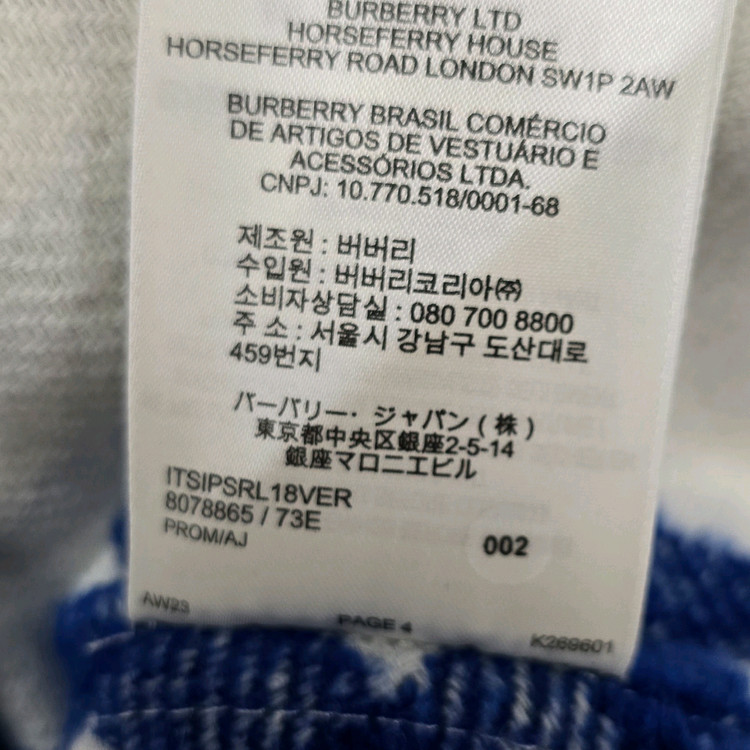 BURBERRY LTD
HORSEFERRY HOUSE
HORSEFERRY ROAD LONDON SW1P 2AW
BURBERRY BRASIL COMÉRCIO
DE ARTIGOS DE VESTUÁRIO E
ACESSÓRIOS LTDA.
CNPJ: 10.770.518/0001-68
제조원 : 버버리
수입원 : 버버리코리아㈜
소비자상담실 : 080 700 8800
주 소 : 서울시 강남구 도산대로
459번지
バーバリー・ジャパン ( 株 )
東京都中央区銀座2-5-14
銀座マロニエビル
ITSIPSRL18VER
8078865 / 73E
PROM/AJ
002
AW23
PAGE 4
K269601